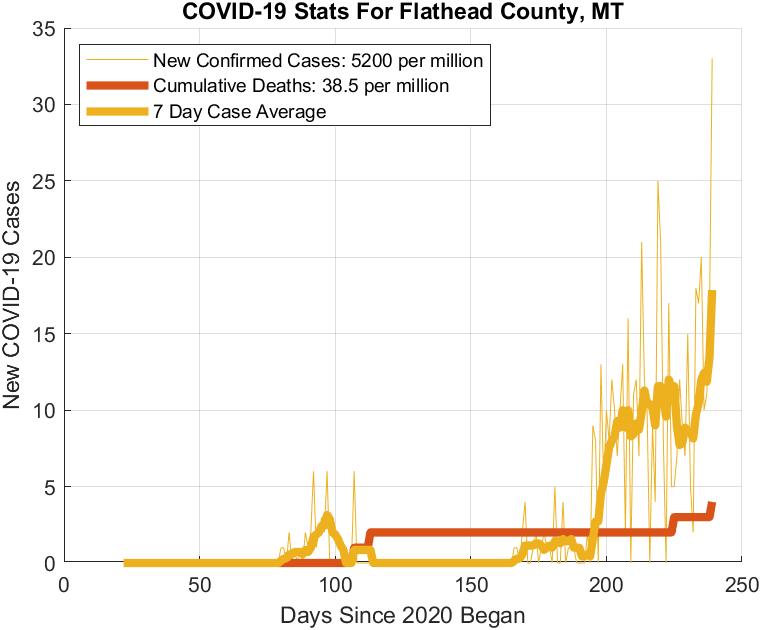 COVID-19 Stats For Flathead County, MT
35
30
25
20
15
10
5
0
New COVID-19 Cases
New Confirmed Cases: 5200 per million
Cumulative Deaths: 38.5 per million
7 Day Case Average
0
50
100
150
200
250
Days Since 2020 Began